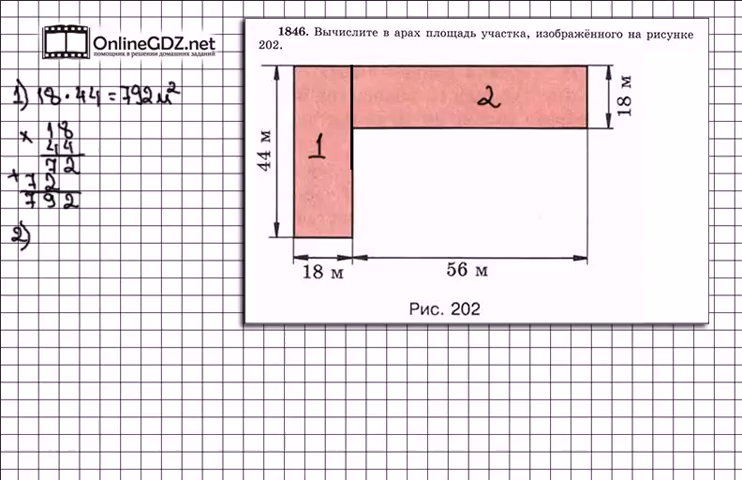 OnlineGDZ.net
помощник в решении домашних заданий
1) 18 · 44 = 792 м²
× 18
44
72
+ 72
792
2)
1846. Вычислите в арах площадь участка, изображённого на рисунке
202.
1
2
44 м
18 м
18 м
56 м
Рис. 202